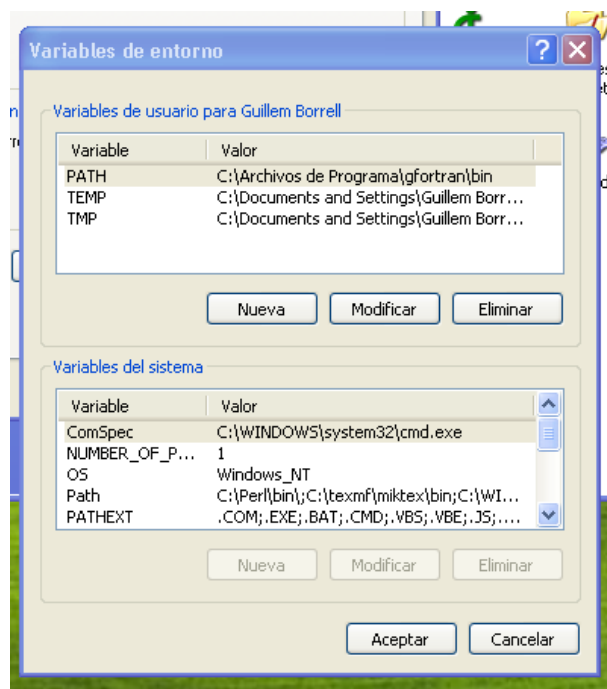 Variables de entorno
Variables de usuario para Guillem Borrell
Variable Valor
PATH C:\Archivos de Programa\gfortran\bin
TEMP C:\Documents and Settings\Guillem Borr...
TMP C:\Documents and Settings\Guillem Borr...
Nueva Modificar Eliminar
Variables del sistema
Variable Valor
ComSpec C:\WINDOWS\system32\cmd.exe
NUMBER_OF_P... 1
OS Windows_NT
Path C:\Perl\bin\;C:\texmf\miktex\bin;C:\WI...
PATHEXT .COM;.EXE;.BAT;.CMD;.VBS;.VBE;.JS;....
Nueva Modificar Eliminar
Aceptar Cancelar